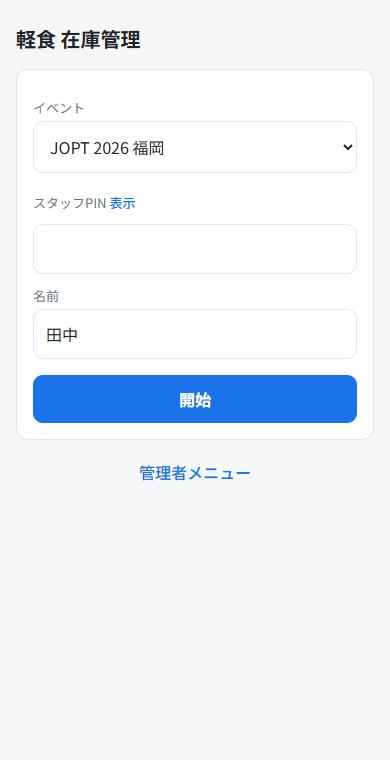 軽食 在庫管理
イベント
JOPT 2026 福岡
スタッフPIN 表示
名前
田中
開始
管理者メニュー